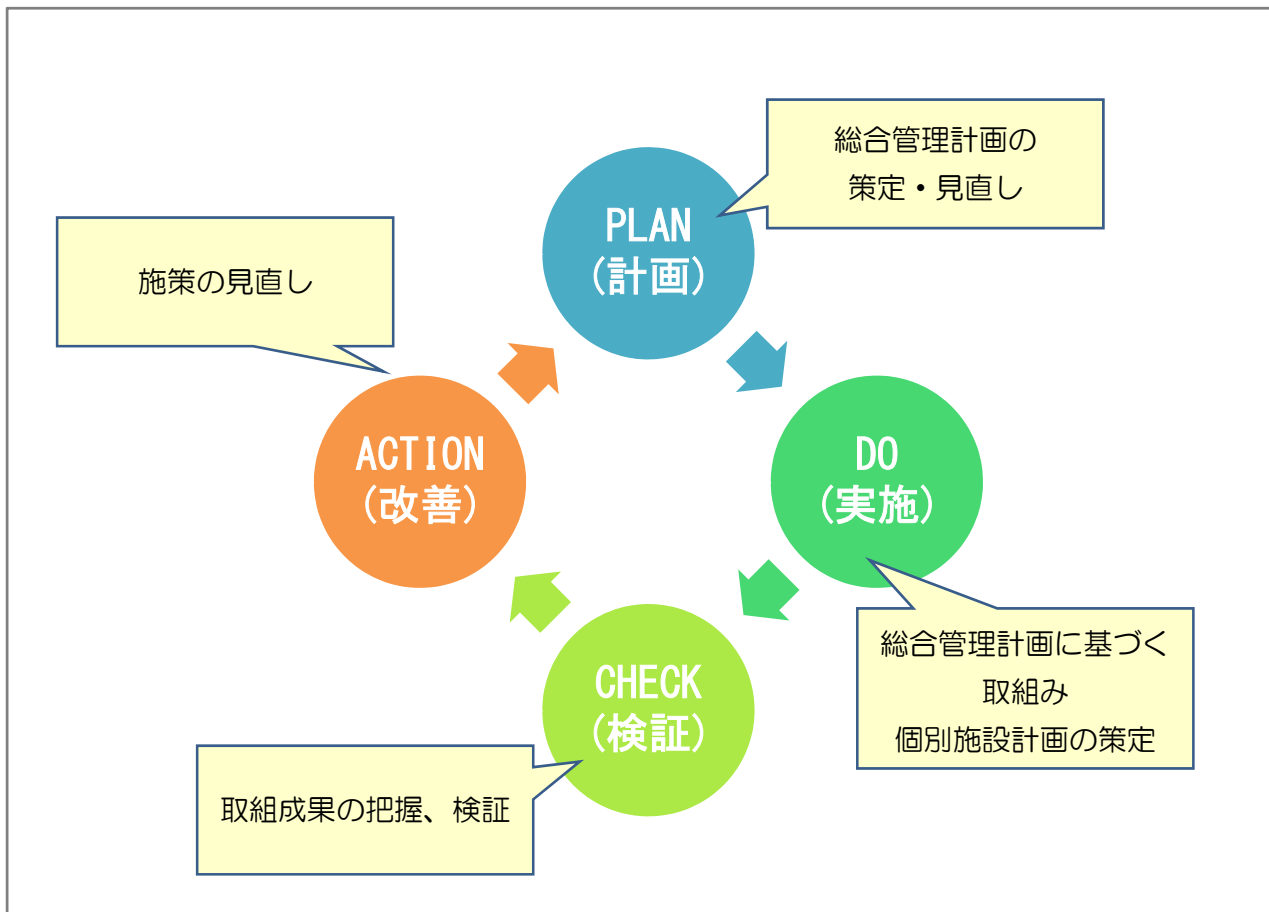 総合管理計画の
策定・見直し
PLAN
(計画)
施策の見直し
ACTION
(改善)
DO
(実施)
総合管理計画に基づく
取組み
個別施設計画の策定
CHECK
(検証)
取組成果の把握、検証